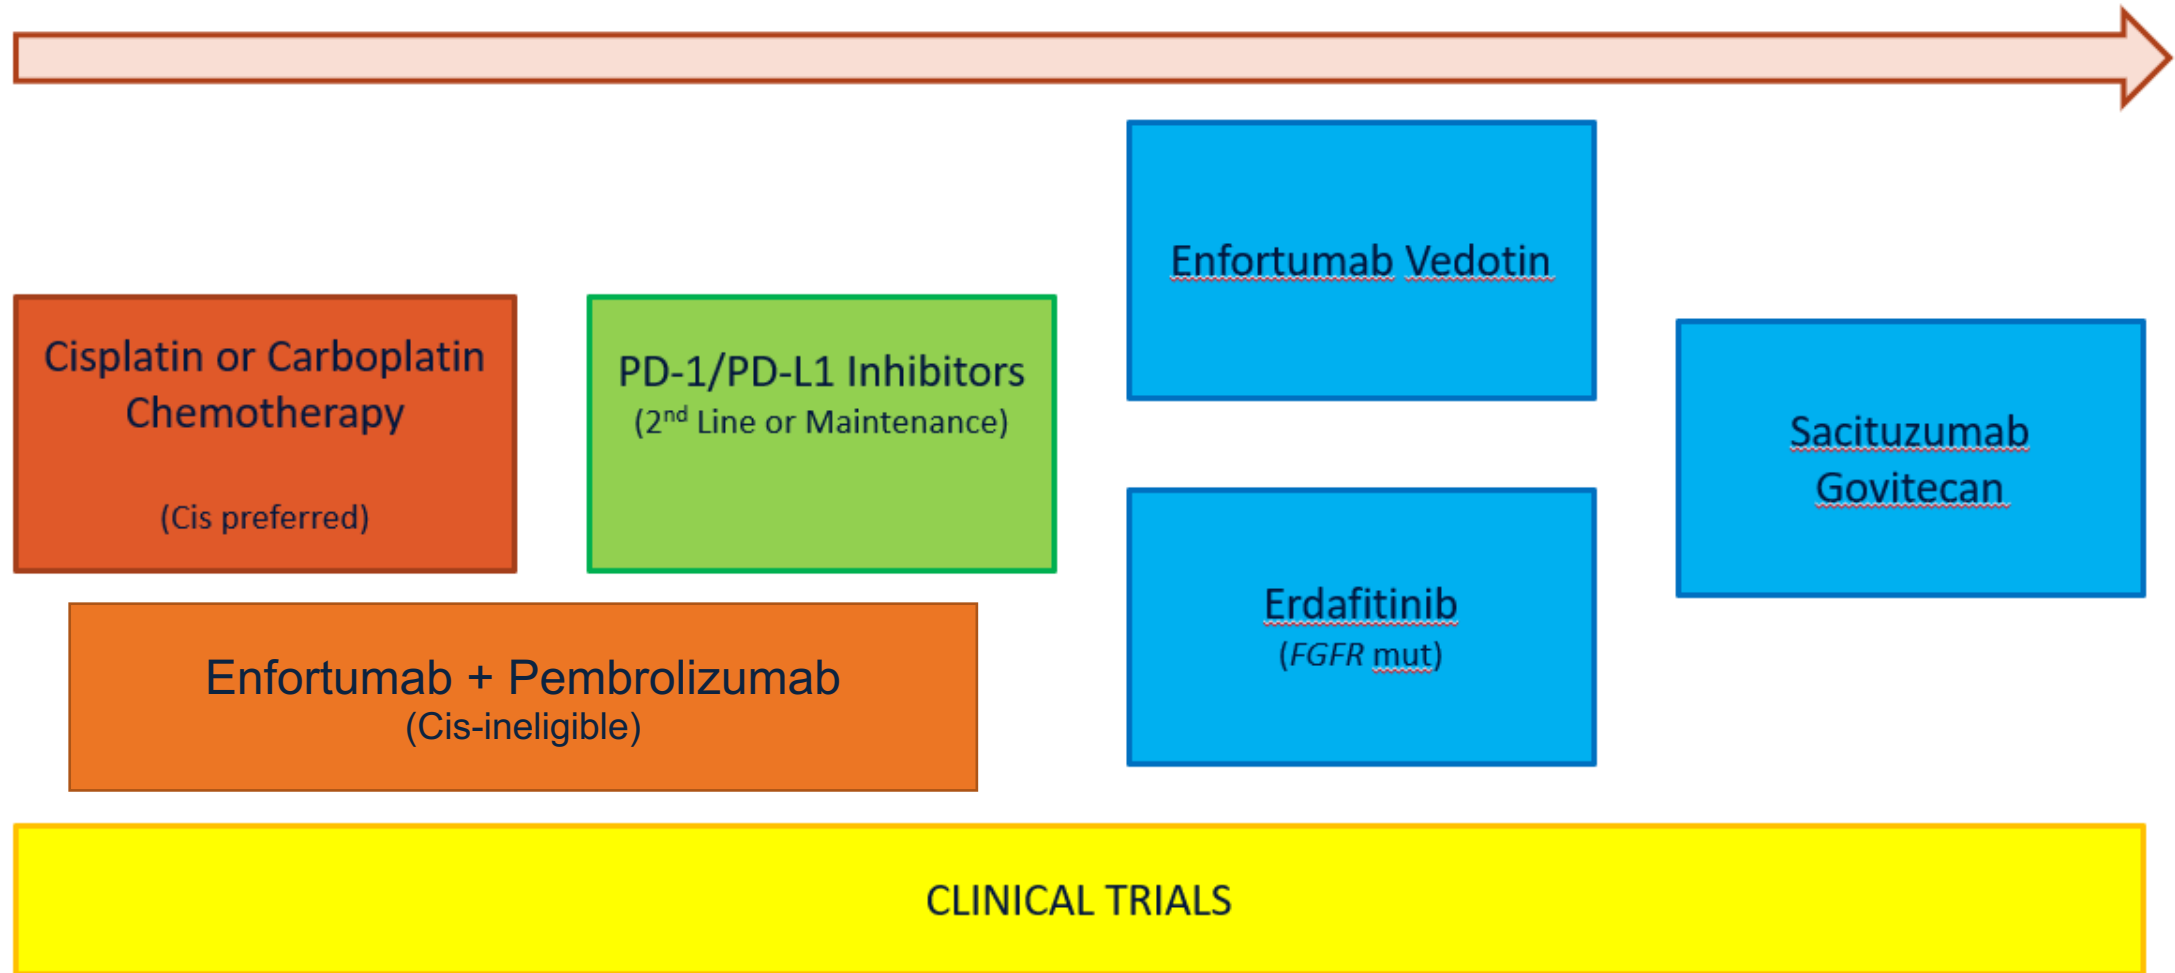 Cisplatin or Carboplatin
Chemotherapy
(Cis preferred)
PD-1/PD-L1 Inhibitors
(2nd Line or Maintenance)
Enfortumab Vedotin
Erdafitinib
(FGFR mut)
Sacituzumab
Govitecan
Enfortumab + Pembrolizumab
(Cis-ineligible)
CLINICAL TRIALS